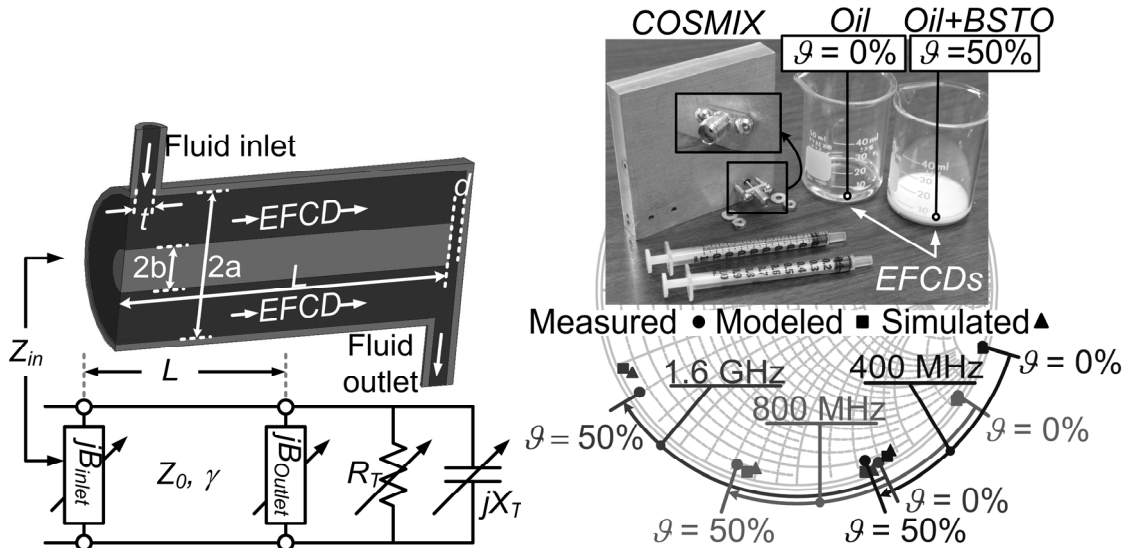 COSMIX Oil Oil+BSTO
ϑ = 0% ϑ =50%
Fluid inlet
t
d
EFCD
2b 2a
L
EFCD
EFCDs
Z_in
L
Fluid
outlet
jB_inlet
Z_0, γ
jB_Outlet
R_T
jX_T
Measured ● Modeled ■ Simulated ▲
1.6 GHz
400 MHz
ϑ = 0%
800 MHz
ϑ = 50%
ϑ = 0%
ϑ = 50%
ϑ = 0%
ϑ = 50%